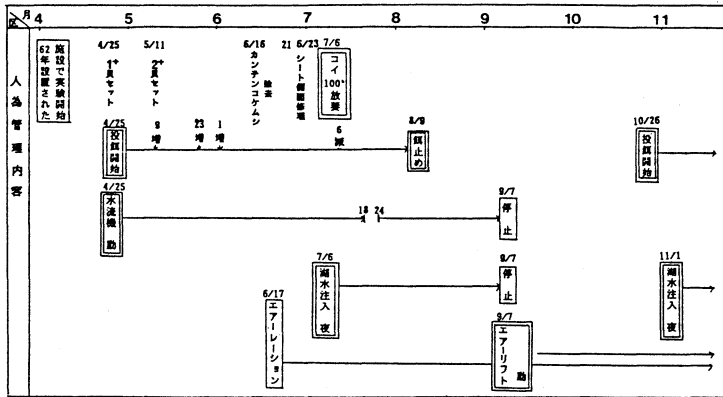 月
区
4 5 6 7 8 9 10 11
人為管理内容
施設で実験開始
62年設置された
4/25
1⁺貝セット
5/11
2⁺貝セット
6/16
カンテンコケムシ
除去
21 6/23
シート側面修理
7/6
コイ100㌔放養
4/25
投餌開始
9
増
23
増
1
増
6
減
8/9
餌止め
10/26
投餌開始
4/25
水流機 動
18 24
9/7
停止
7/6
湖水注入 夜
9/7
停止
11/1
湖水注入 夜
6/17
エアーレーション
9/7
エアーリフト 動